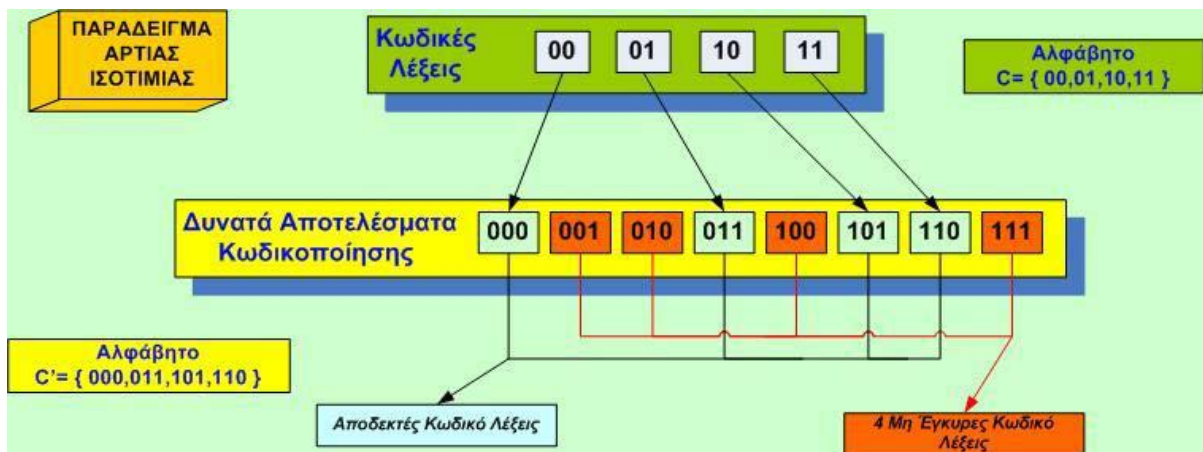 ΠΑΡΑΔΕΙΓΜΑ
ΑΡΤΙΑΣ
ΙΣΟΤΙΜΙΑΣ
Κωδικές
Λέξεις
00 01 10 11
Αλφάβητο
C= { 00,01,10,11 }
Δυνατά Αποτελέσματα
Κωδικοποίησης
000 001 010 011 100 101 110 111
Αλφάβητο
C’= { 000,011,101,110 }
Αποδεκτές Κωδικό Λέξεις
4 Μη Έγκυρες Κωδικό
Λέξεις